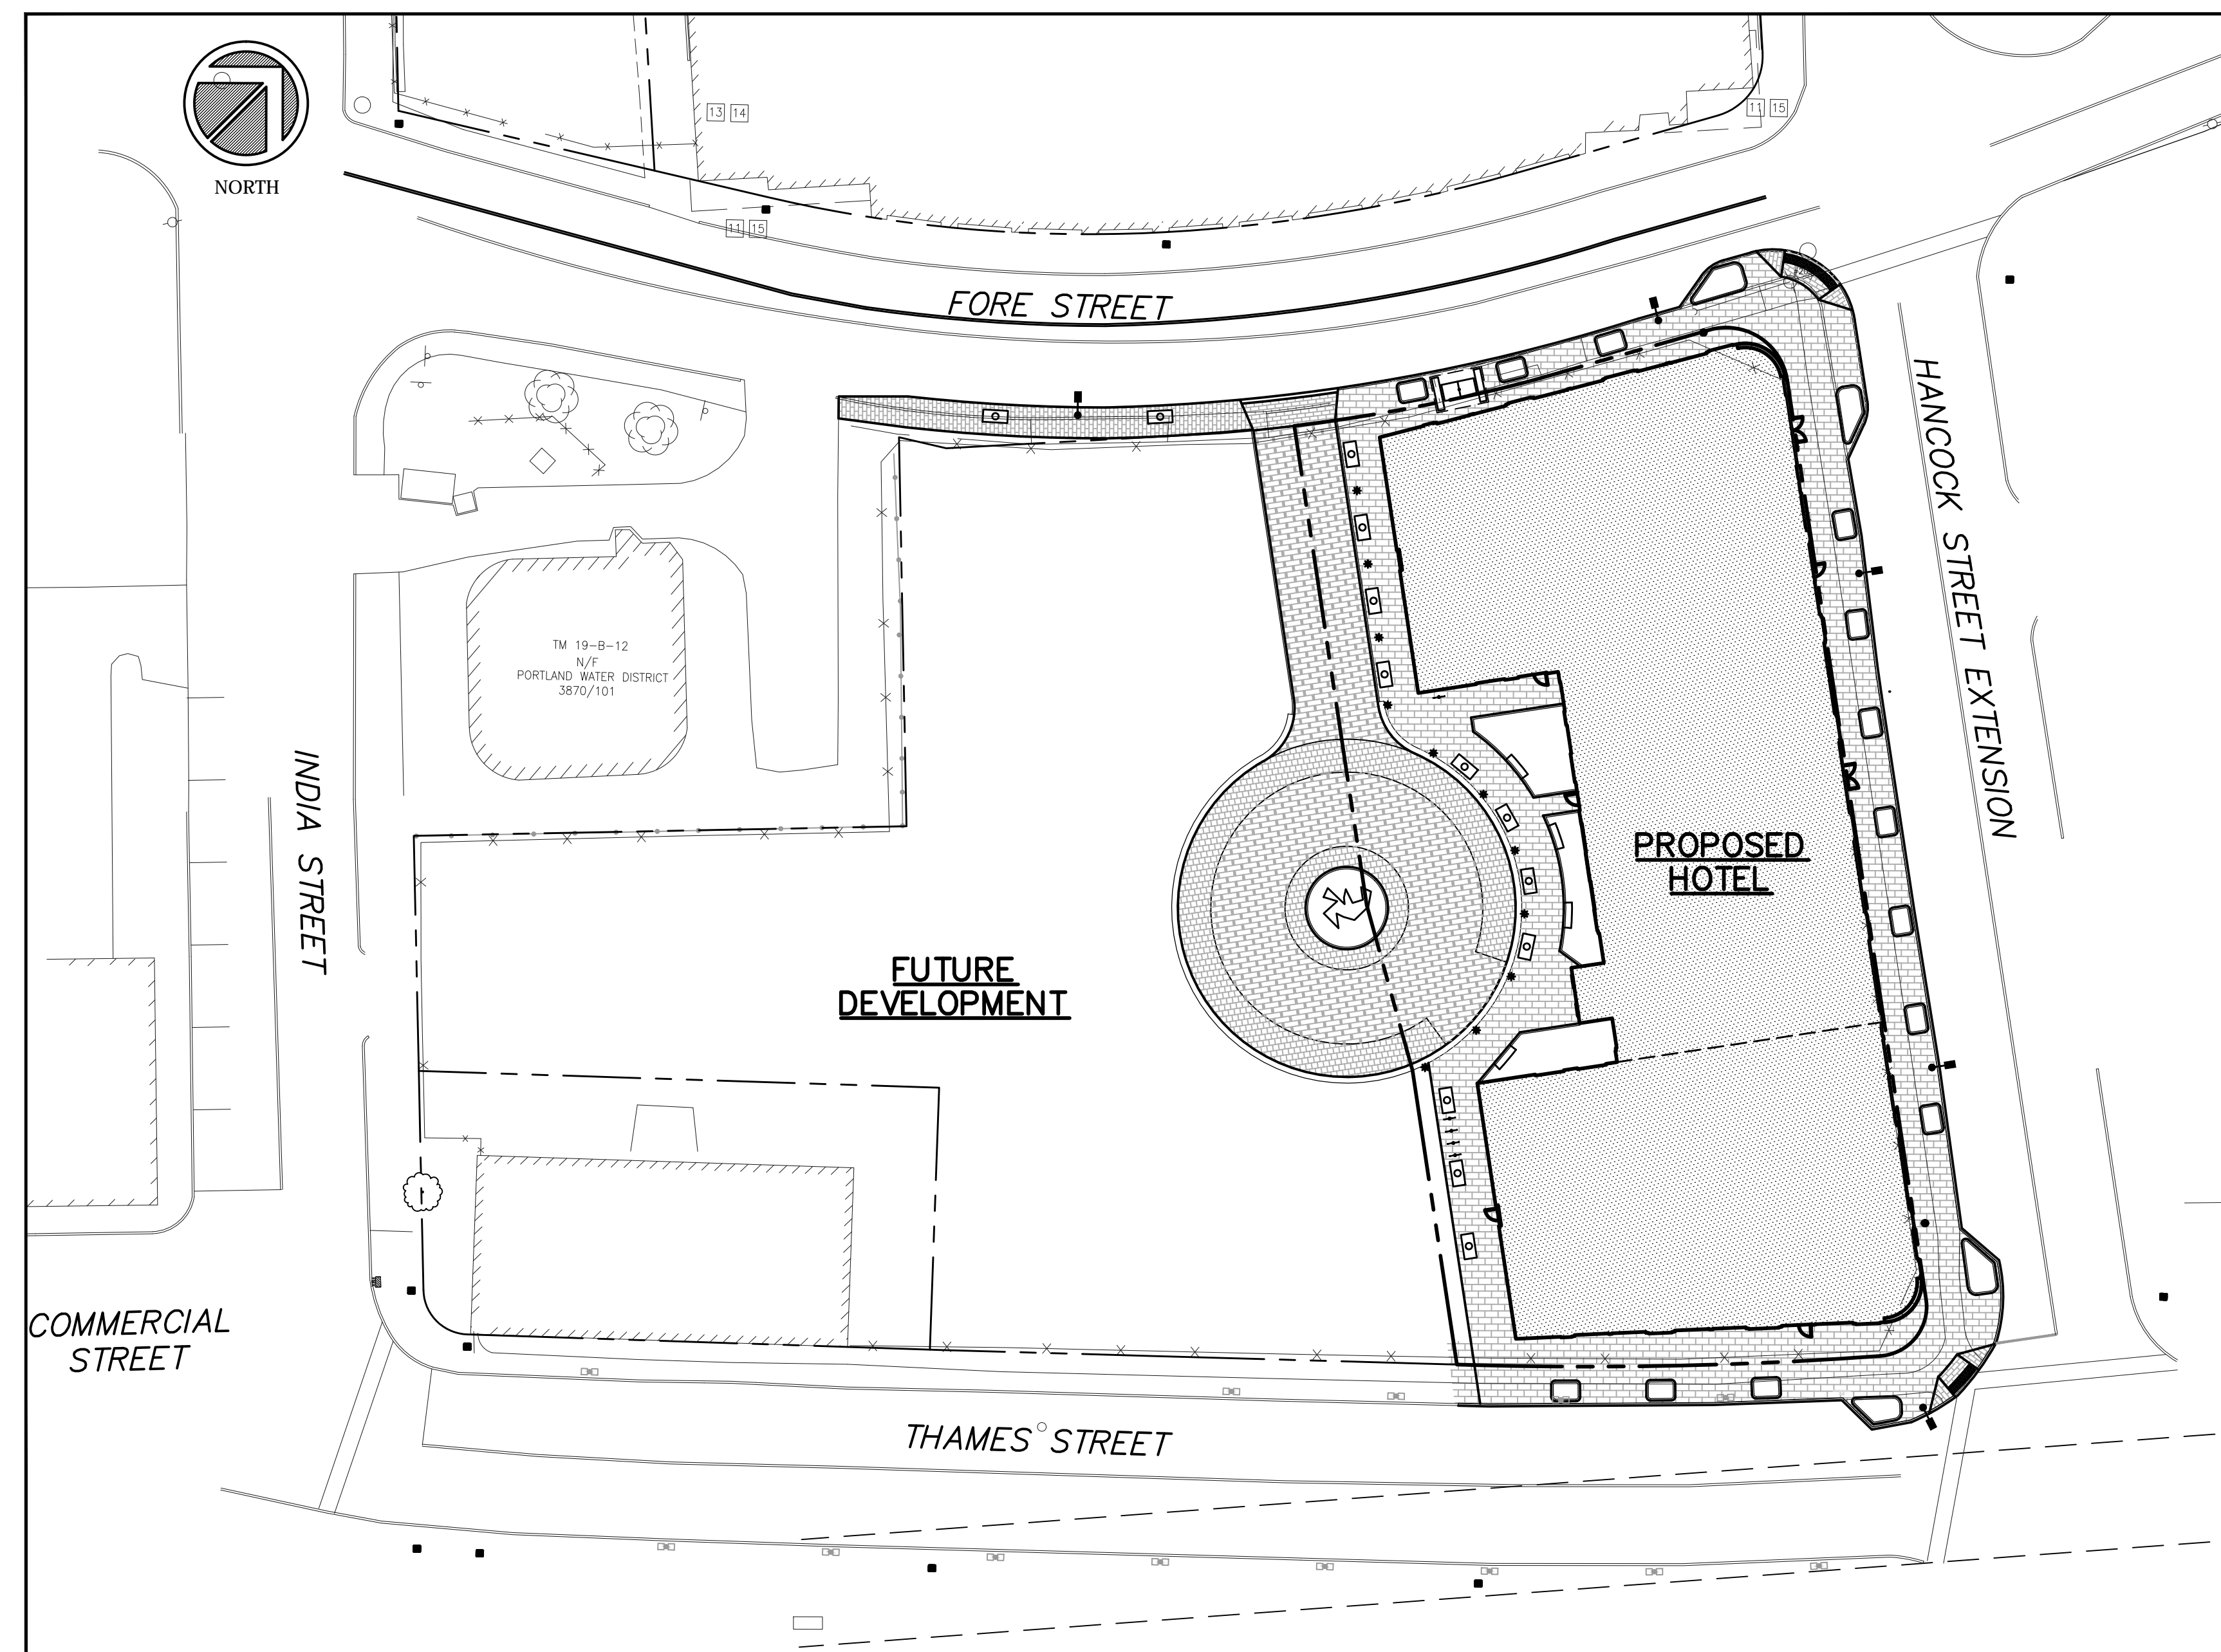 13 14
11 15
NORTH
11 15
FORE STREET
HANCOCK STREET EXTENSION
TM 19-B-12
N/F
PORTLAND WATER DISTRICT
3870/101
INDIA STREET
PROPOSED
HOTEL
FUTURE
DEVELOPMENT
COMMERCIAL
STREET
THAMES STREET